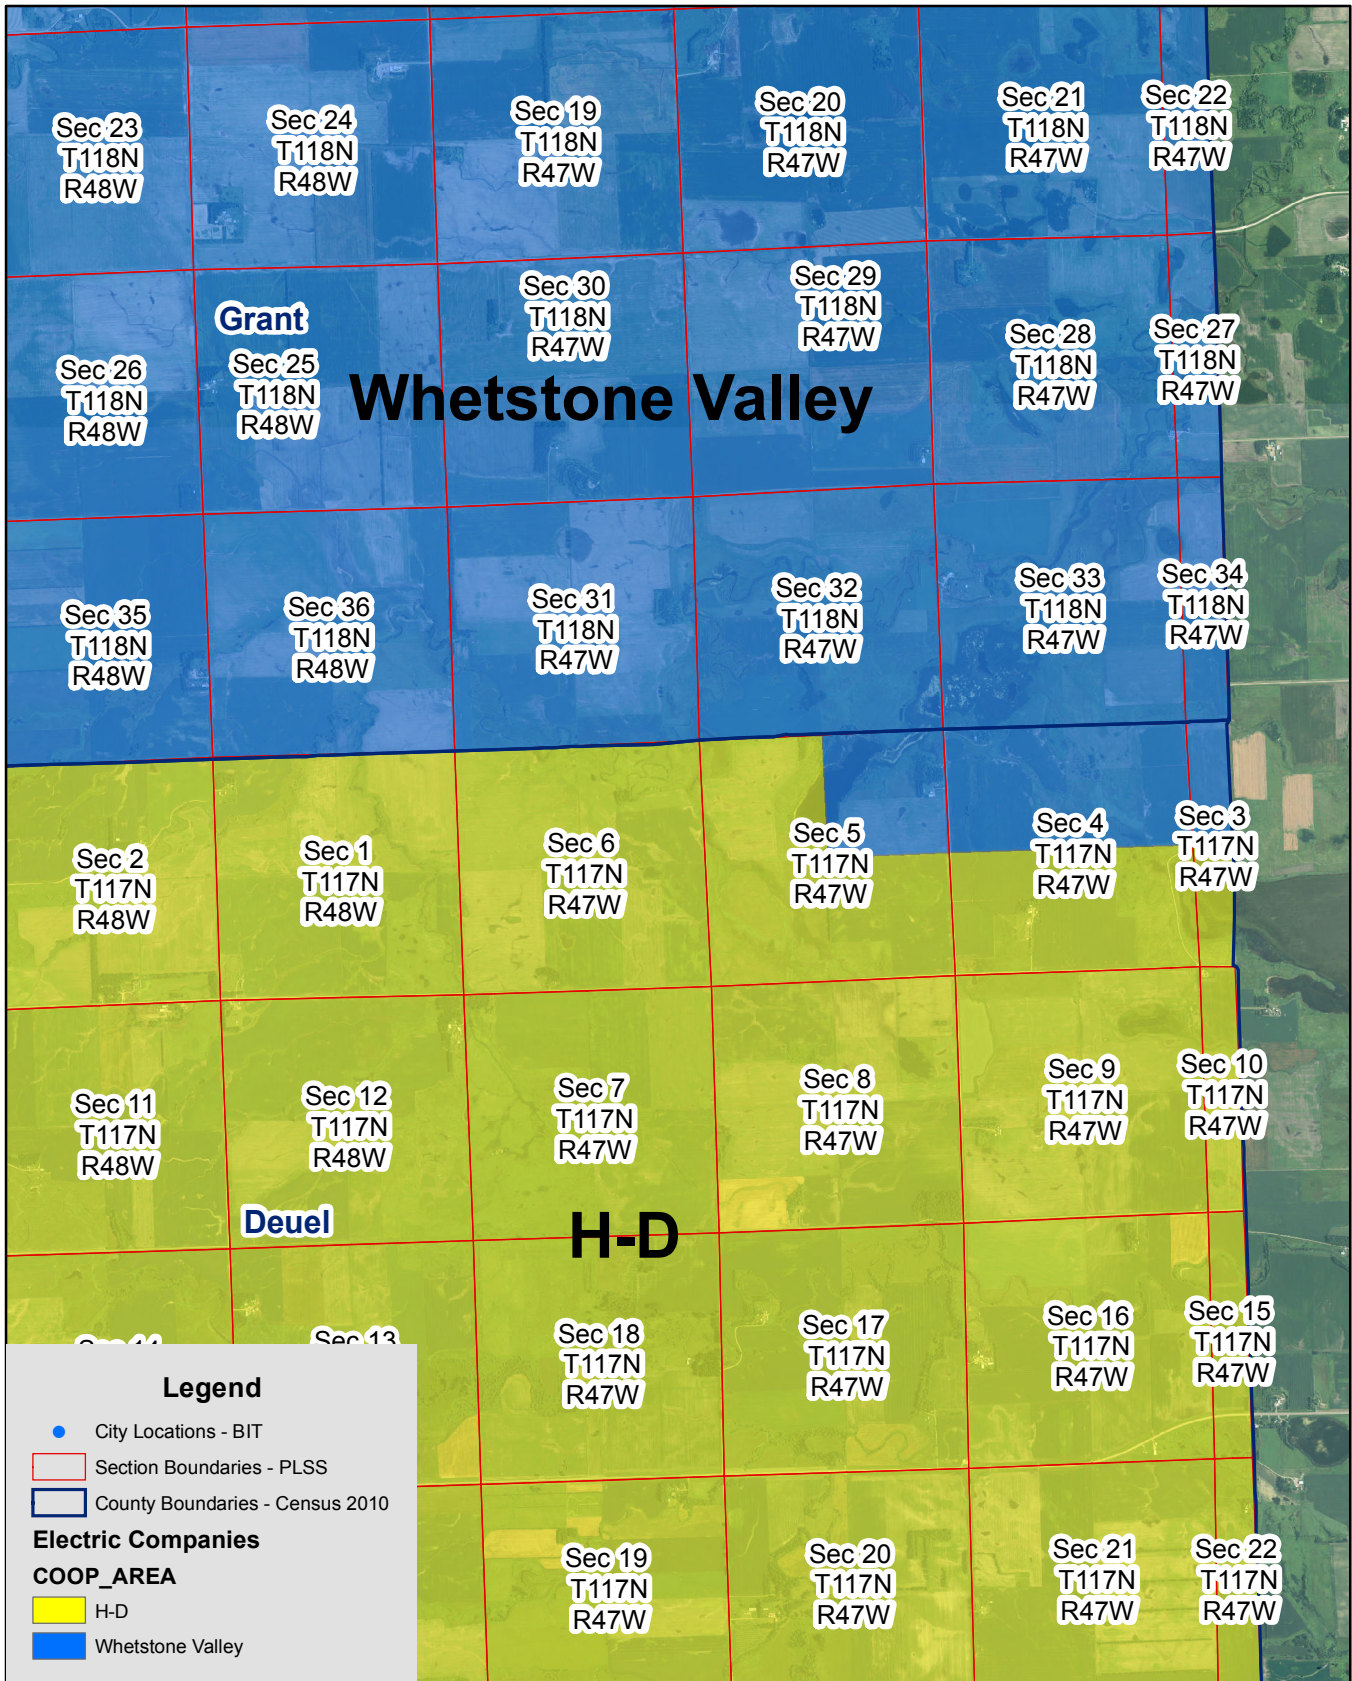 Sec 23
T118N
R48W
Sec 24
T118N
R48W
Sec 19
T118N
R47W
Sec 20
T118N
R47W
Sec 21
T118N
R47W
Sec 22
T118N
R47W
Grant
Sec 26
T118N
R48W
Sec 25
T118N
R48W
Sec 30
T118N
R47W
Sec 29
T118N
R47W
Sec 28
T118N
R47W
Sec 27
T118N
R47W
Whetstone Valley
Sec 35
T118N
R48W
Sec 36
T118N
R48W
Sec 31
T118N
R47W
Sec 32
T118N
R47W
Sec 33
T118N
R47W
Sec 34
T118N
R47W
Sec 2
T117N
R48W
Sec 1
T117N
R48W
Sec 6
T117N
R47W
Sec 5
T117N
R47W
Sec 4
T117N
R47W
Sec 3
T117N
R47W
Sec 11
T117N
R48W
Sec 12
T117N
R48W
Sec 7
T117N
R47W
Sec 8
T117N
R47W
Sec 9
T117N
R47W
Sec 10
T117N
R47W
Deuel
H-D
Sec 13
Sec 18
T117N
R47W
Sec 17
T117N
R47W
Sec 16
T117N
R47W
Sec 15
T117N
R47W
Sec 19
T117N
R47W
Sec 20
T117N
R47W
Sec 21
T117N
R47W
Sec 22
T117N
R47W
Legend
City Locations - BIT
Section Boundaries - PLSS
County Boundaries - Census 2010
Electric Companies
COOP_AREA
H-D
Whetstone Valley